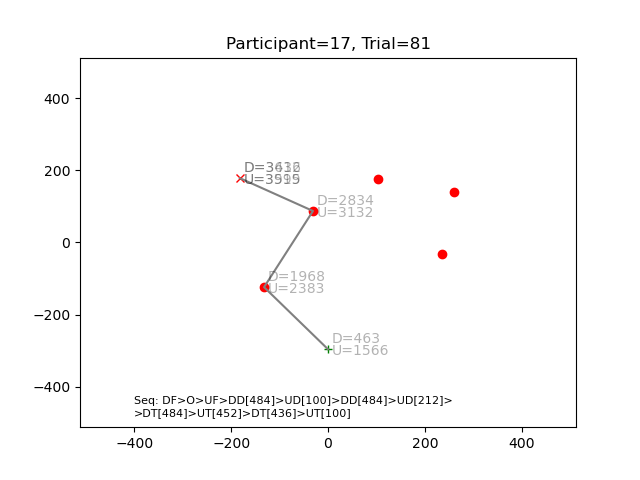 Participant=17, Trial=81
400
200
0
−200
−400
D=2834
U=3132
D=1968
U=2383
D=463
U=1566
Seq: DF>O>UF>DD[484]>UD[100]>DD[484]>UD[212]>
>DT[484]>UT[452]>DT[436]>UT[100]
−400 −200 0 200 400